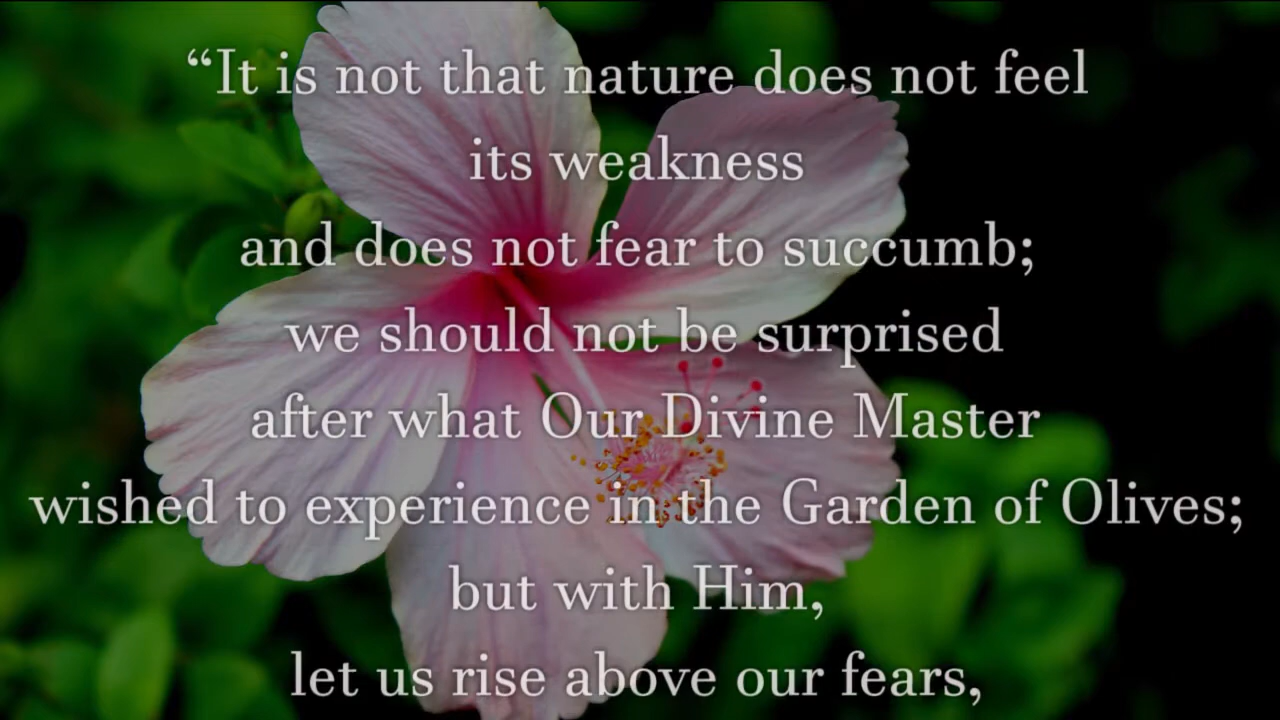 “It is not that nature does not feel
its weakness
and does not fear to succumb;
we should not be surprised
after what Our Divine Master
wished to experience in the Garden of Olives;
but with Him,
let us rise above our fears,